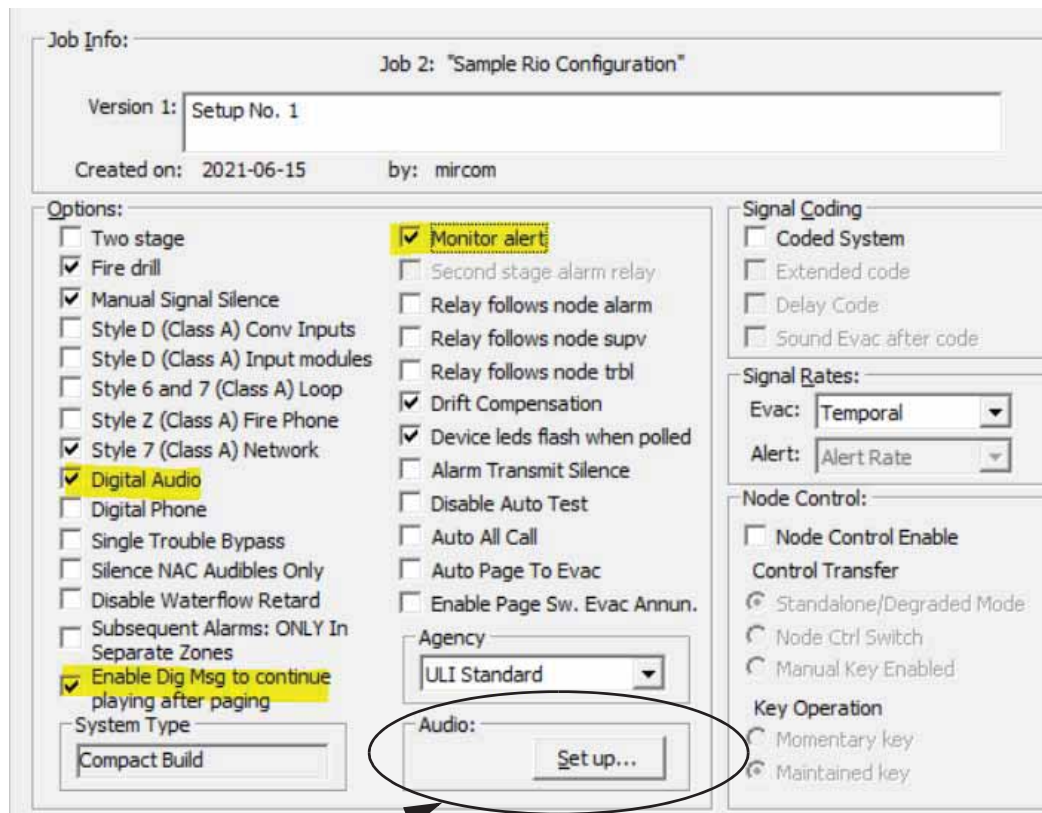 Job Info:
Job 2: "Sample Rio Configuration"
Version 1: Setup No. 1
Created on: 2021-06-15 by: mircom
Options:
Two stage
Fire drill
Manual Signal Silence
Style D (Class A) Conv Inputs
Style D (Class A) Input modules
Style 6 and 7 (Class A) Loop
Style Z (Class A) Fire Phone
Style 7 (Class A) Network
Digital Audio
Digital Phone
Single Trouble Bypass
Silence NAC Audibles Only
Disable Waterflow Retard
Subsequent Alarms: ONLY In
Separate Zones
Enable Dig Msg to continue
playing after paging
System Type
Compact Build
Monitor alert
Second stage alarm relay
Relay follows node alarm
Relay follows node supv
Relay follows node trbl
Drift Compensation
Device leds flash when polled
Alarm Transmit Silence
Disable Auto Test
Auto All Call
Auto Page To Evac
Enable Page Sw. Evac Annun.
Agency
ULI Standard
Audio:
Set up...
Signal Coding
Coded System
Extended code
Delay Code
Sound Evac after code
Signal Rates:
Evac: Temporal
Alert: Alert Rate
Node Control:
Node Control Enable
Control Transfer
Standalone/Degraded Mode
Node Ctrl Switch
Manual Key Enabled
Key Operation
Momentary key
Maintained key